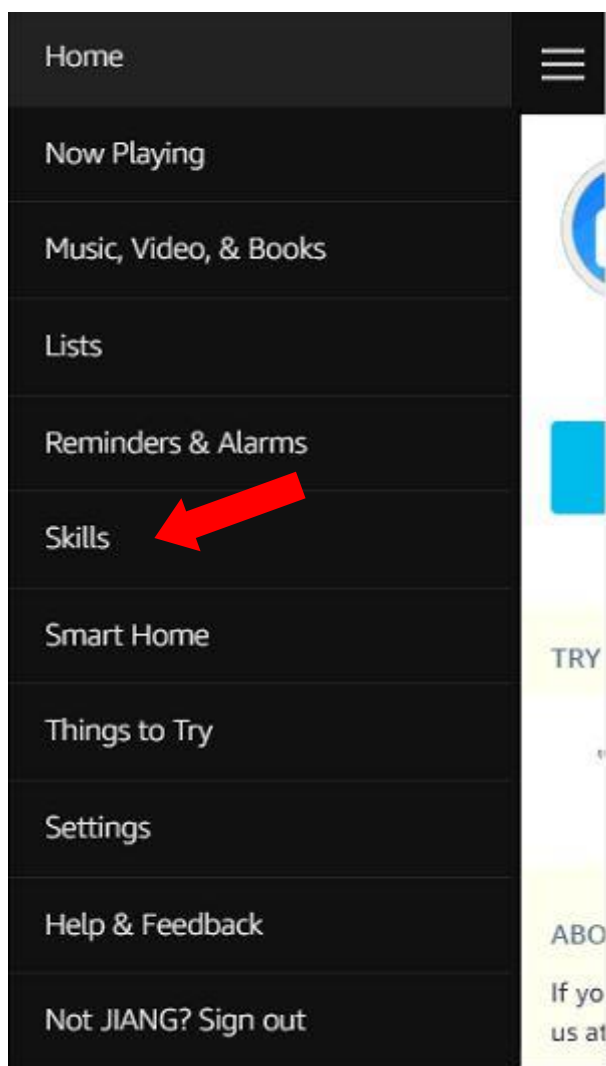 Home
Now Playing
Music, Video, & Books
Lists
Reminders & Alarms
Skills
Smart Home
Things to Try
Settings
Help & Feedback
Not JIANG? Sign out
TRY
ABO
If yo
us at